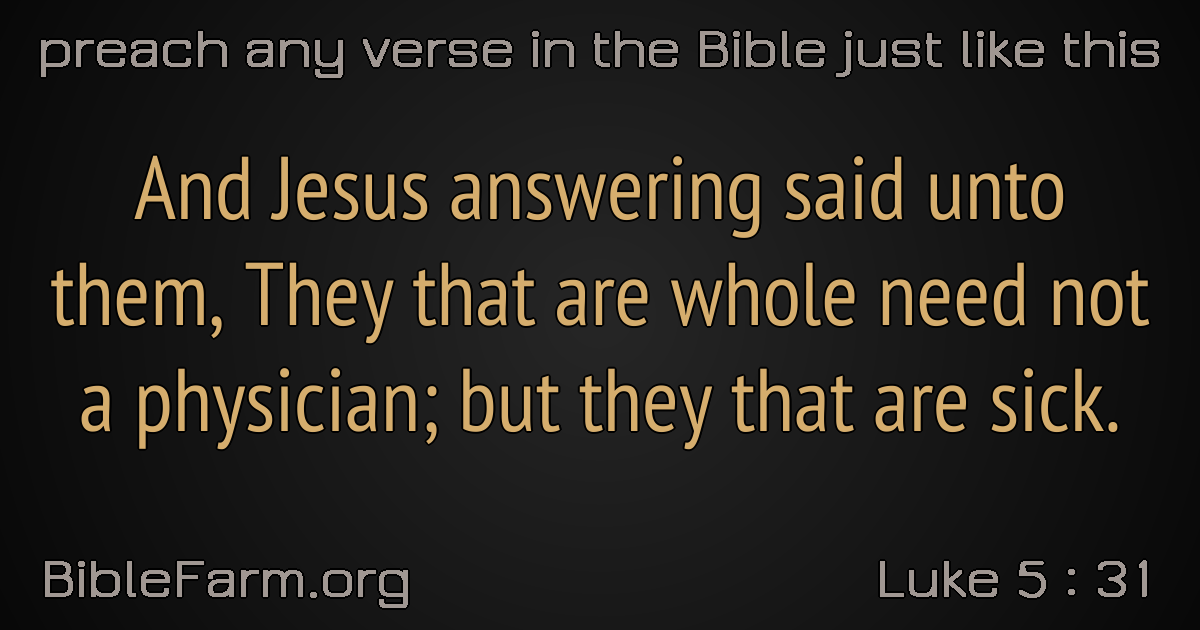 preach any verse in the Bible just like this
And Jesus answering said unto
them, They that are whole need not
a physician; but they that are sick.
BibleFarm.org
Luke 5 : 31